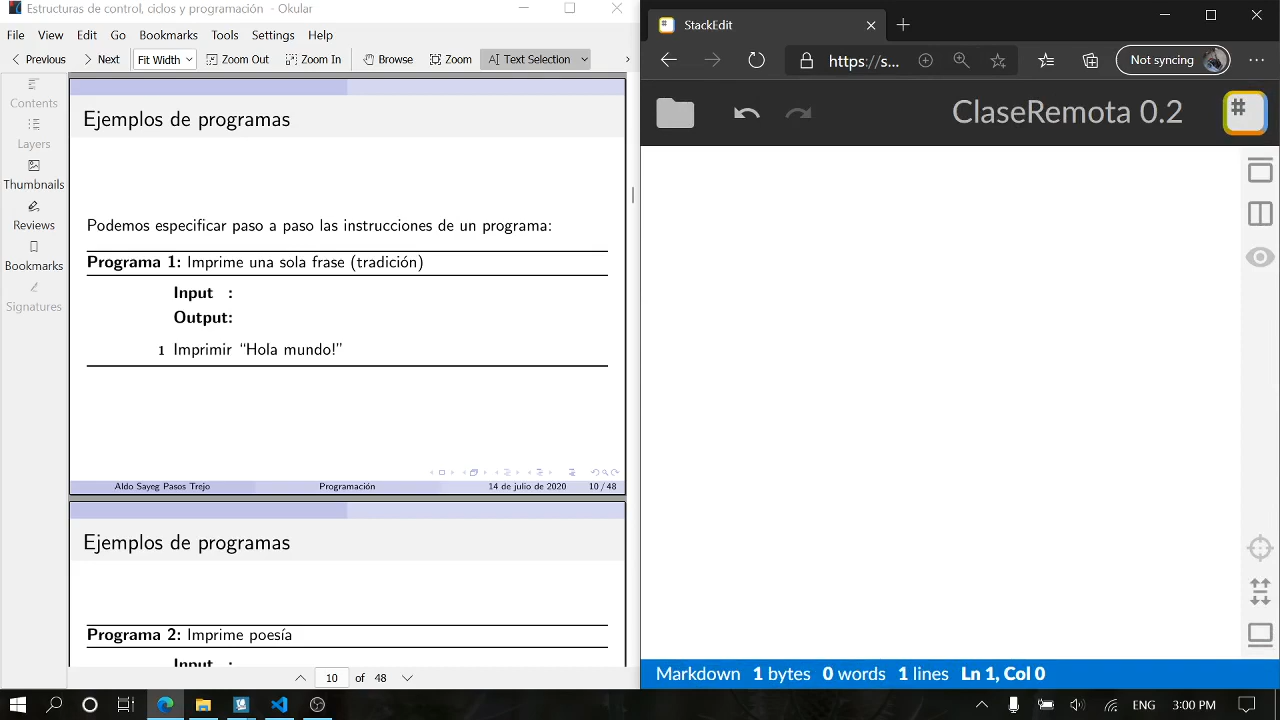 Estructuras de control, ciclos y programación - Okular
File View Edit Go Bookmarks Tools Settings Help
Previous Next Fit Width Zoom Out Zoom In Browse Zoom Text Selection
Contents
Layers
Thumbnails
Reviews
Bookmarks
Signatures
Ejemplos de programas
Podemos especificar paso a paso las instrucciones de un programa:
Programa 1: Imprime una sola frase (tradición)
Input :
Output:
1 Imprimir “Hola mundo!”
Aldo Sayeg Pasos Trejo Programación 14 de julio de 2020 10 / 48
Ejemplos de programas
Programa 2: Imprime poesía
Input :
10 of 48
StackEdit
https://s... Not syncing
ClaseRemota 0.2
#
Markdown 1 bytes 0 words 1 lines Ln 1, Col 0
ENG 3:00 PM